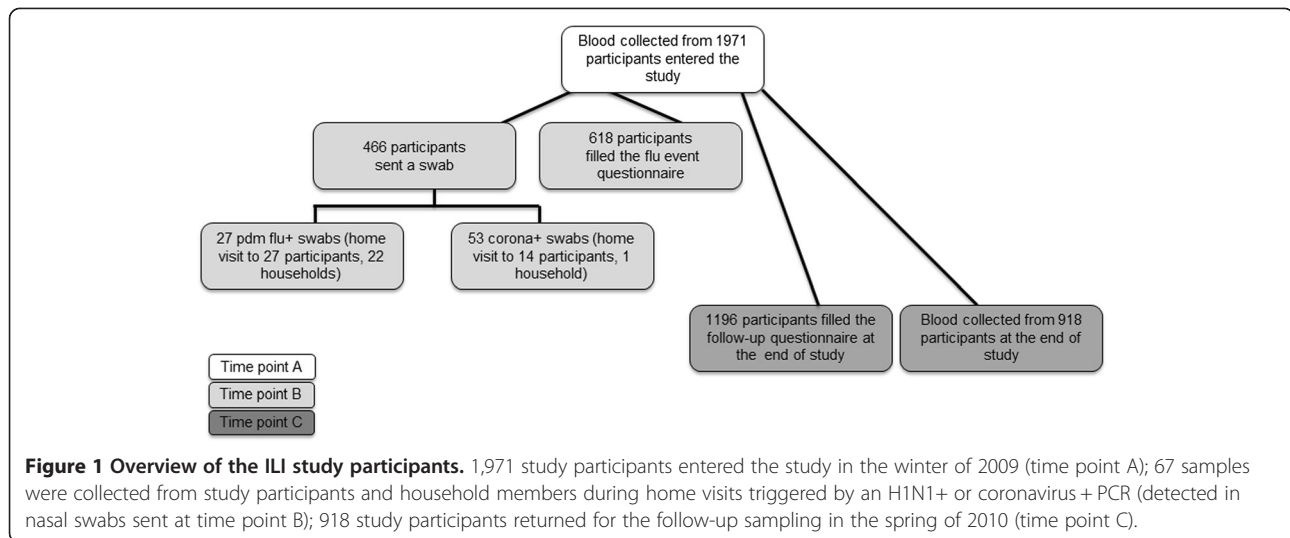 Blood collected from 1971
participants entered the
study
466 participants
sent a swab
618 participants
filled the flu event
questionnaire
27 pdm flu+ swabs (home
visit to 27 participants, 22
households)
53 corona+ swabs (home
visit to 14 participants, 1
household)
1196 participants filled the
follow-up questionnaire at
the end of study
Blood collected from 918
participants at the end of
study
Time point A
Time point B
Time point C
Figure 1 Overview of the ILI study participants. 1,971 study participants entered the study in the winter of 2009 (time point A); 67 samples
were collected from study participants and household members during home visits triggered by an H1N1+ or coronavirus + PCR (detected in
nasal swabs sent at time point B); 918 study participants returned for the follow-up sampling in the spring of 2010 (time point C).